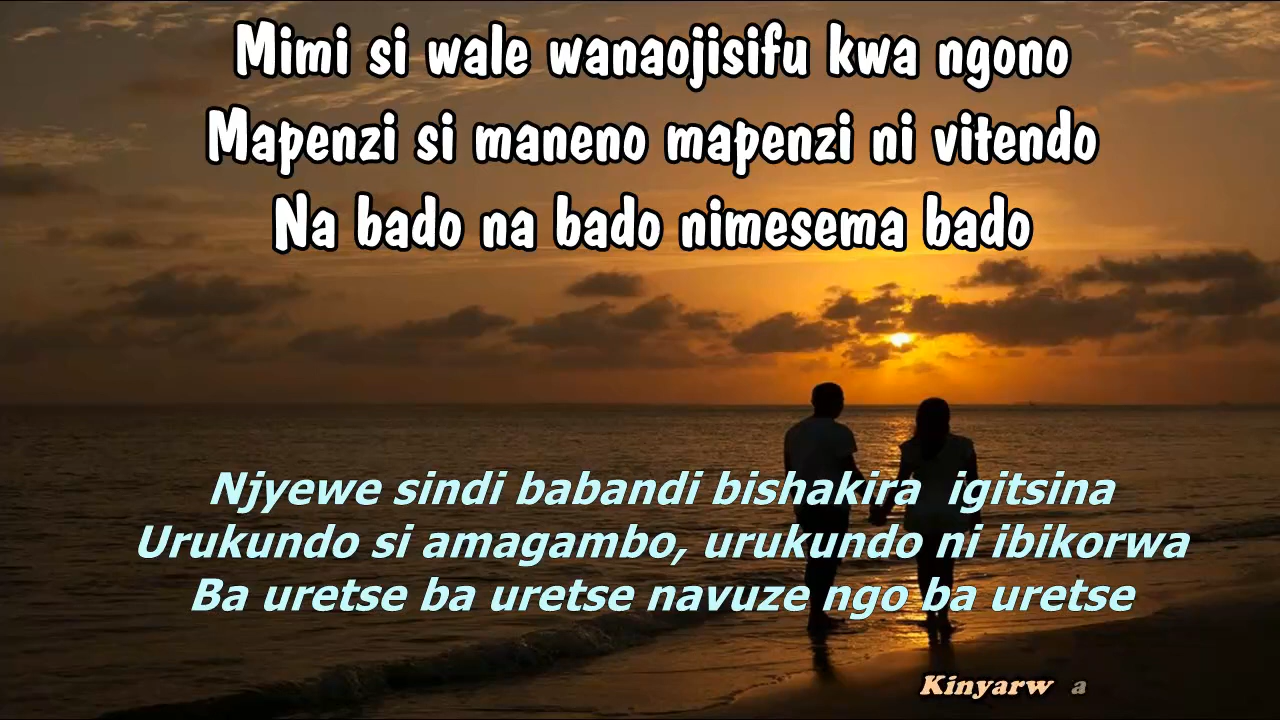 Mimi si wale wanaojisifu kwa ngono
Mapenzi si maneno mapenzi ni vitendo
Na bado na bado nimesema bado
Njyewe sindi babandi bishakira igitsina
Urukundo si amagambo, urukundo ni ibikorwa
Ba uretse ba uretse navuze ngo ba uretse
Kinyarw a